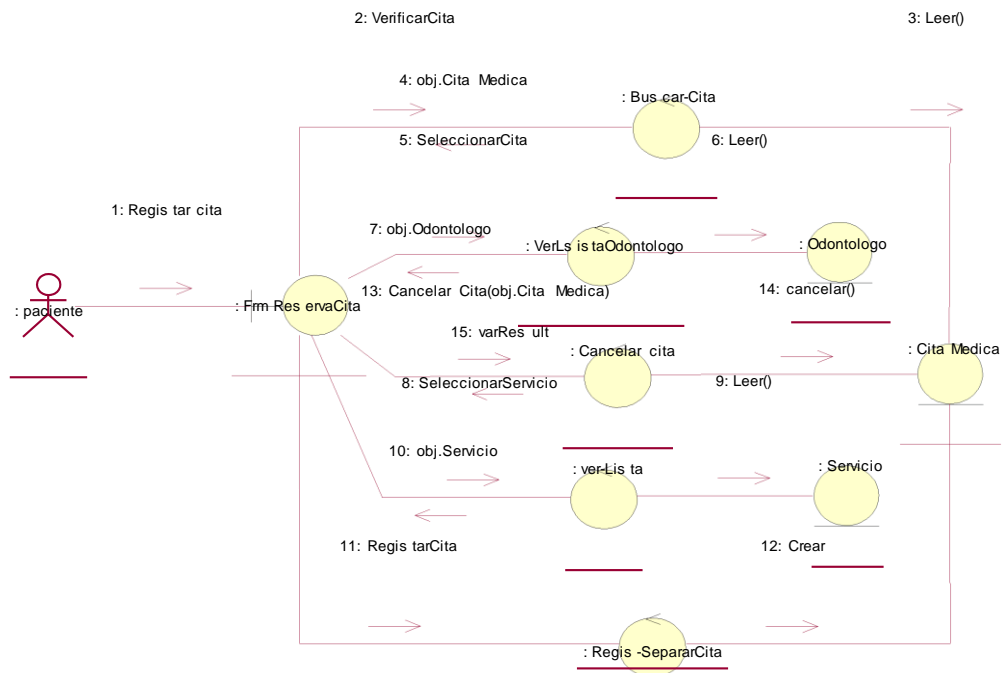 2: VerificarCita
3: Leer()
4: obj.Cita Medica
: Bus car-Cita
5: SeleccionarCita
6: Leer()
1: Regis tar cita
7: obj.Odontologo
: VerLs is taOdontologo
: Odontologo
13: Cancelar Cita(obj.Cita Medica)
14: cancelar()
: paciente
: Frm Res ervaCita
15: varRes ult
: Cancelar cita
: Cita Medica
8: SeleccionarServicio
9: Leer()
10: obj.Servicio
: ver-Lis ta
: Servicio
11: Regis tarCita
12: Crear
: Regis -SepararCita